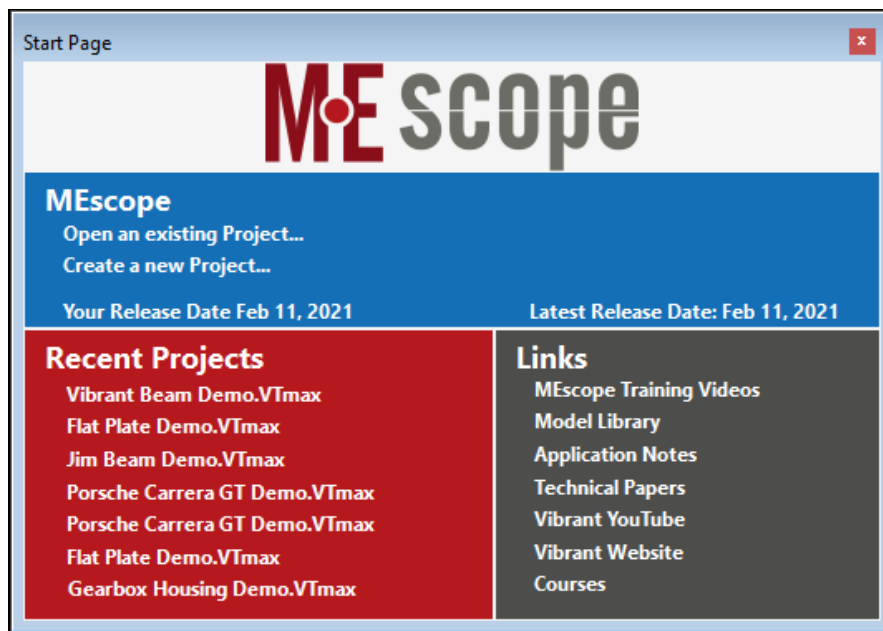 Start Page
x
MEscope
MEscope
Open an existing Project...
Create a new Project...
Your Release Date Feb 11, 2021
Latest Release Date: Feb 11, 2021
Recent Projects
Vibrant Beam Demo.VTmax
Flat Plate Demo.VTmax
Jim Beam Demo.VTmax
Porsche Carrera GT Demo.VTmax
Porsche Carrera GT Demo.VTmax
Flat Plate Demo.VTmax
Gearbox Housing Demo.VTmax
Links
MEscope Training Videos
Model Library
Application Notes
Technical Papers
Vibrant YouTube
Vibrant Website
Courses